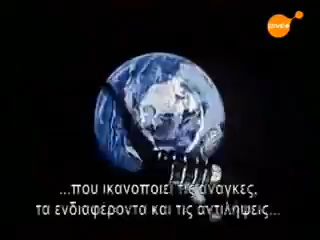 ...που ικανοποιεί τις ανάγκες,
τα ενδιαφέροντα και τις αντιλήψεις...